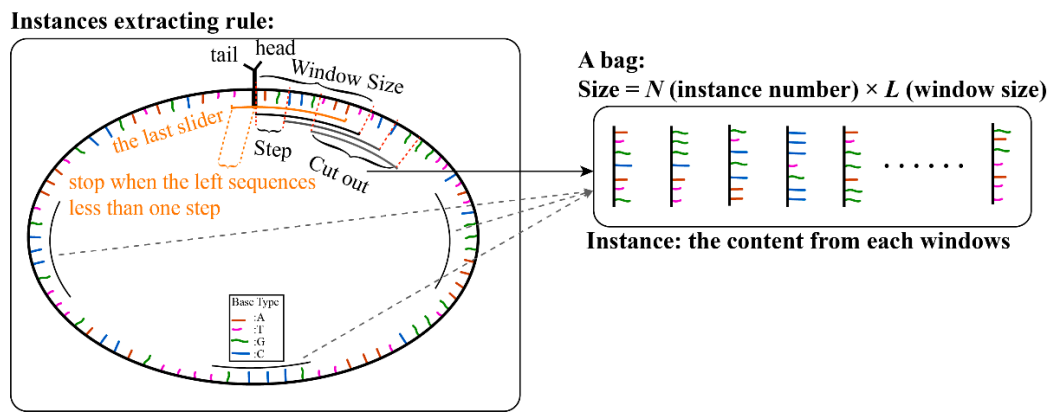 Instances extracting rule:
tail
head
Window Size
the last slider
Step
Cut out
stop when the left sequences
less than one step
Base Type
:A
:T
:G
:C
A bag:
Size = N (instance number) × L (window size)
......
Instance: the content from each windows